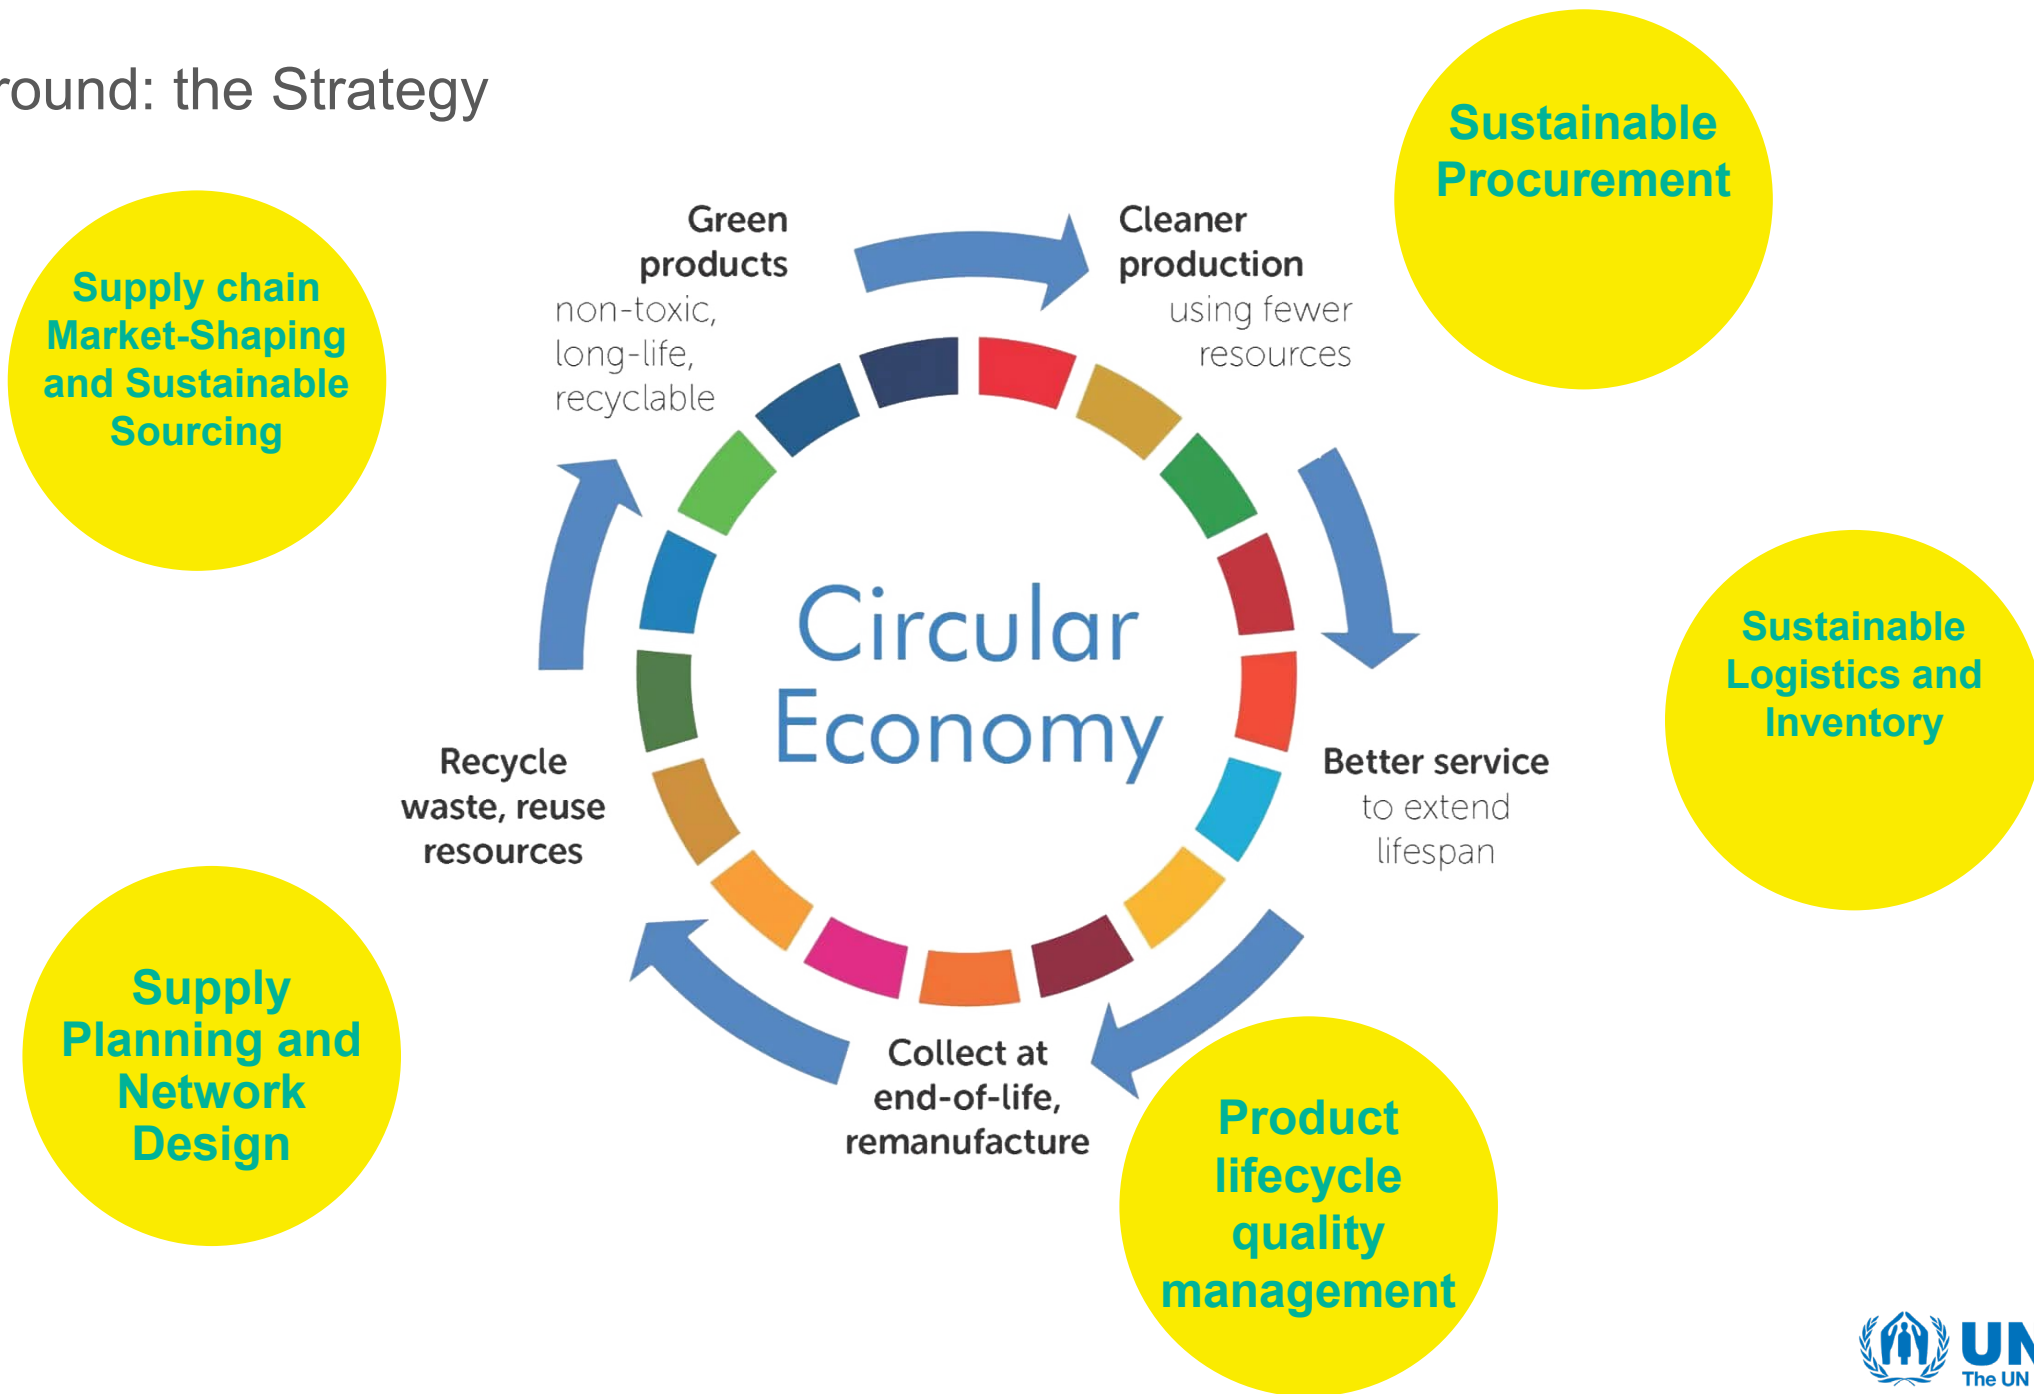 round: the Strategy
Sustainable
Procurement
Green
products
non-toxic,
long-life,
recyclable
Cleaner
production
using fewer
resources
Supply chain
Market-Shaping
and Sustainable
Sourcing
Circular
Economy
Sustainable
Logistics and
Inventory
Recycle
waste, reuse
resources
Better service
to extend
lifespan
Supply
Planning and
Network
Design
Collect at
end-of-life,
remanufacture
Product
lifecycle
quality
management
UN
The UN